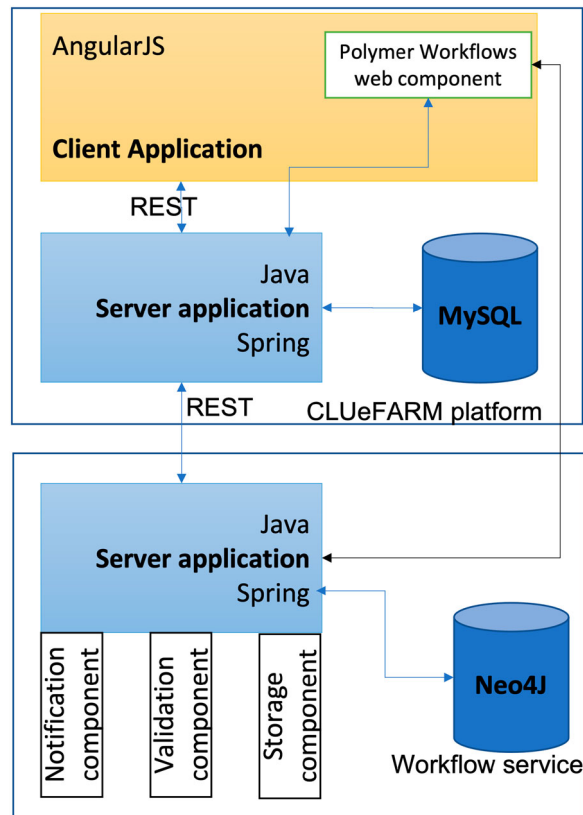 AngularJS
Polymer Workflows
web component
Client Application
REST
Java
Server application
Spring
MySQL
REST
CLUeFARM platform
Java
Server application
Spring
Notification
component
Validation
component
Storage
component
Neo4J
Workflow service